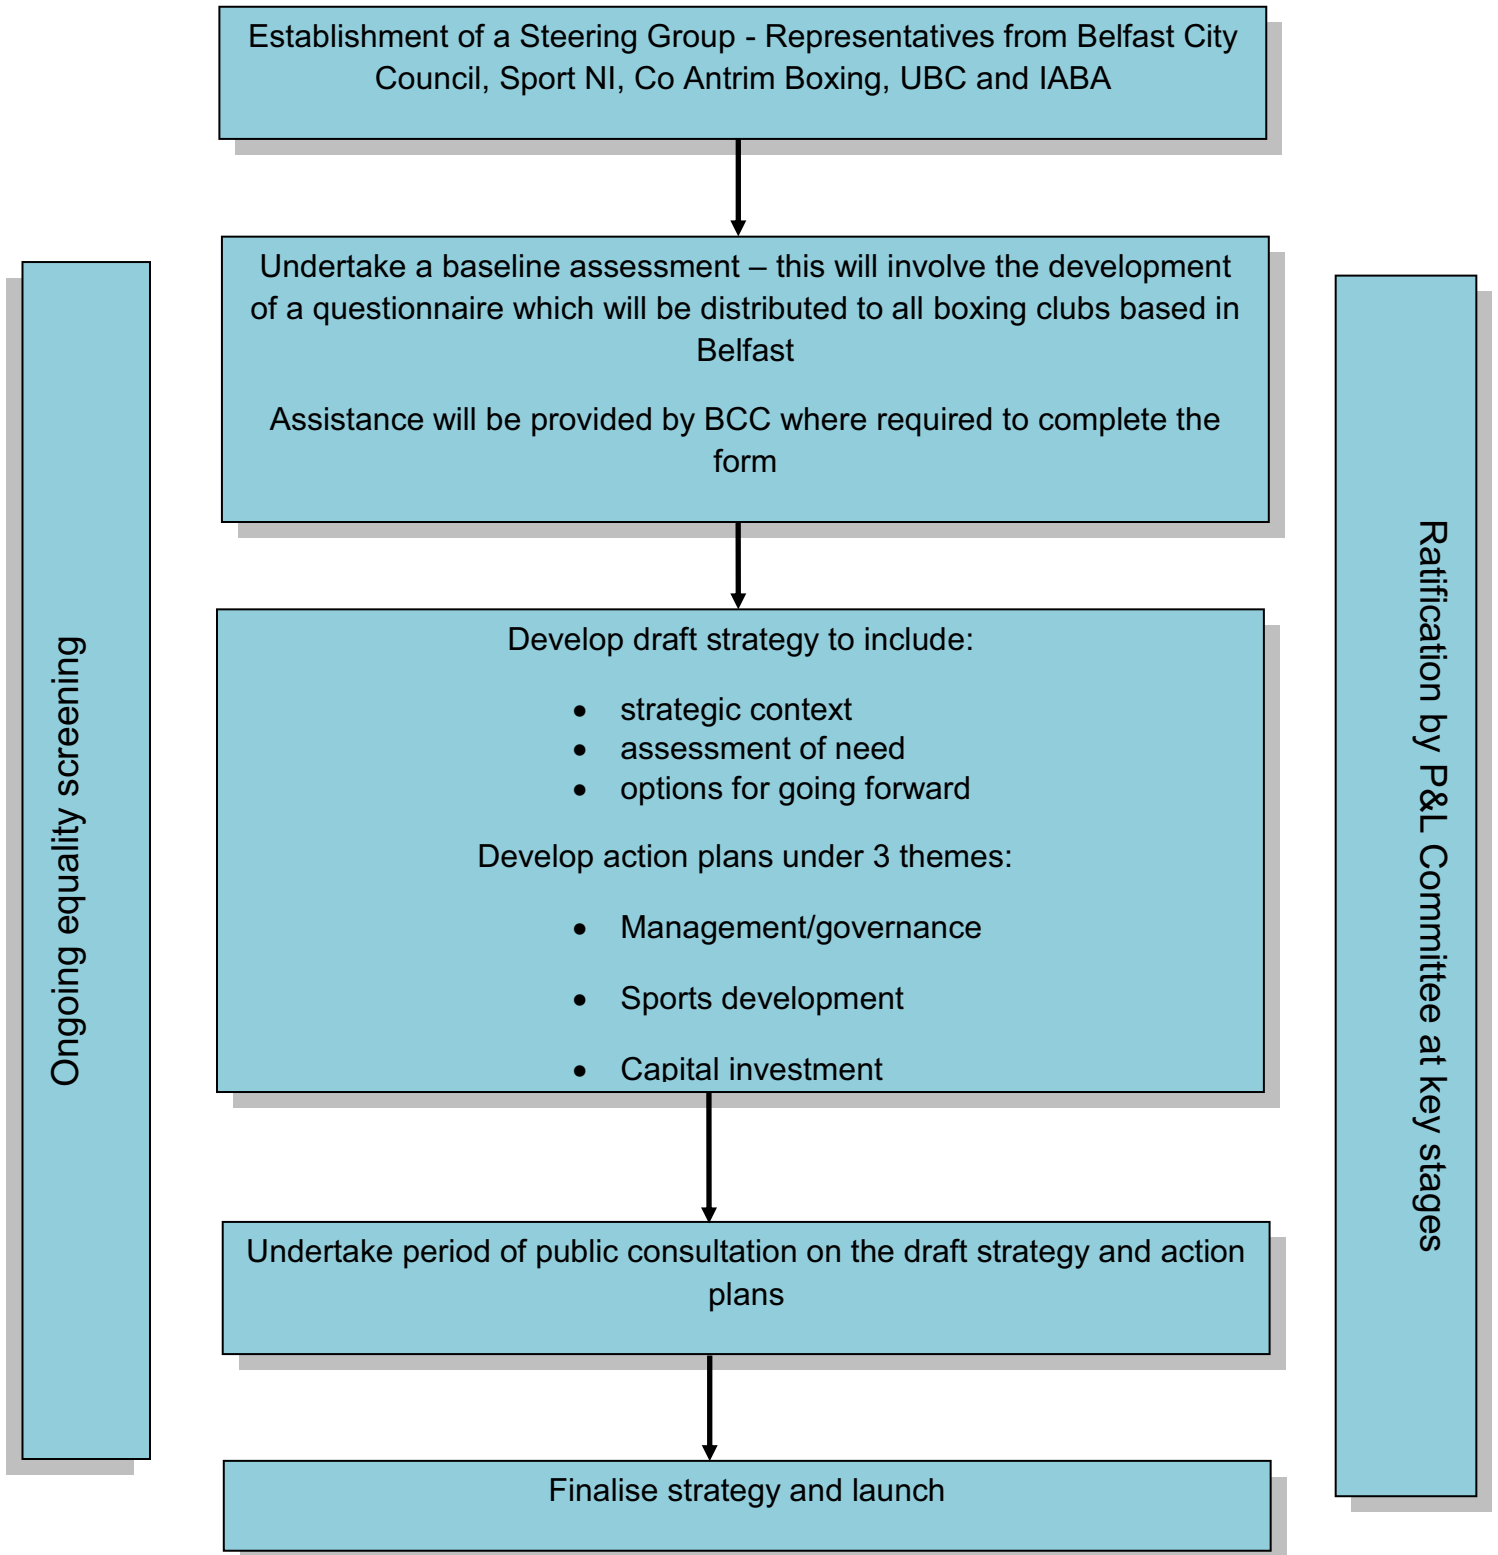 Establishment of a Steering Group - Representatives from Belfast City
Council, Sport NI, Co Antrim Boxing, UBC and IABA
Undertake a baseline assessment – this will involve the development
of a questionnaire which will be distributed to all boxing clubs based in
Belfast
Assistance will be provided by BCC where required to complete the
form
Ongoing equality screening
Ratification by P&L Committee at key stages
Develop draft strategy to include:
• strategic context
• assessment of need
• options for going forward
Develop action plans under 3 themes:
• Management/governance
• Sports development
• Capital investment
Undertake period of public consultation on the draft strategy and action
plans
Finalise strategy and launch